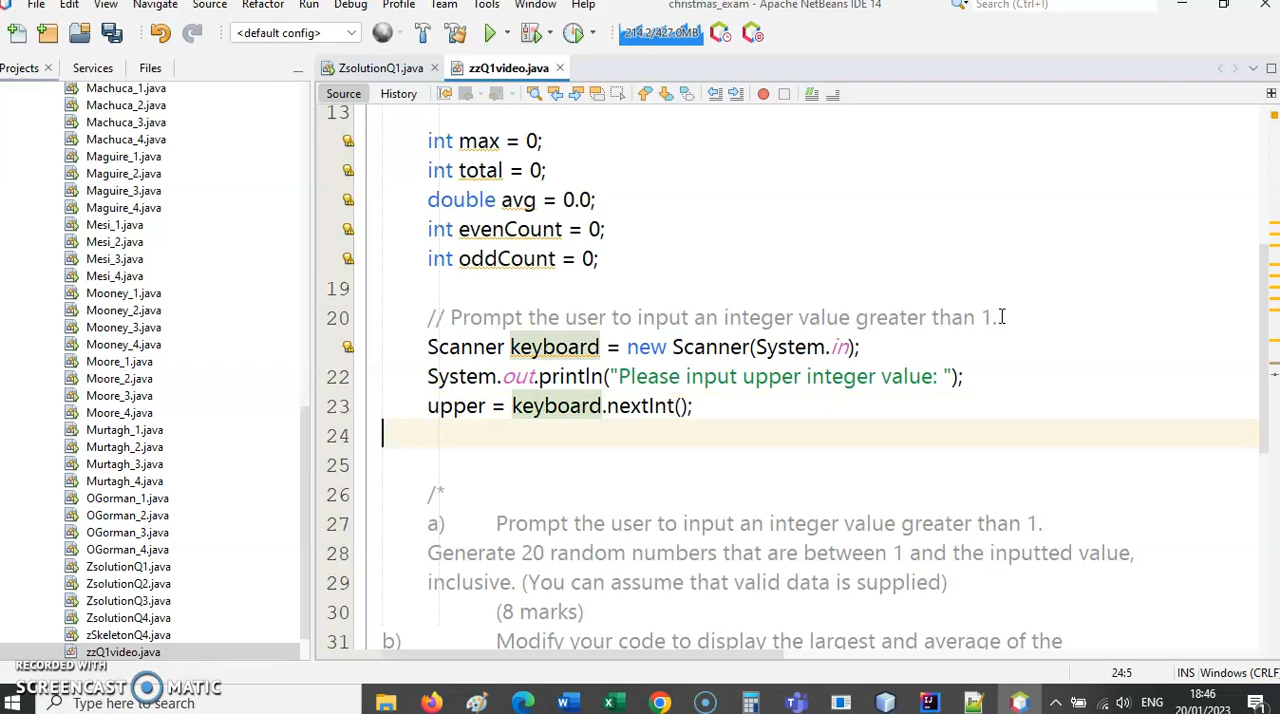 File Edit View Navigate Source Refactor Run Debug Profile Team Tools Window Help
christmas_exam - Apache NetBeans IDE 14
Search (Ctrl+I)
<default config>
214.2/427.0MB
Projects
Services
Files
ZsolutionQ1.java
zzQ1video.java
Source
History
Machuca_1.java
Machuca_2.java
Machuca_3.java
Machuca_4.java
Maguire_1.java
Maguire_2.java
Maguire_3.java
Maguire_4.java
Mesi_1.java
Mesi_2.java
Mesi_3.java
Mesi_4.java
Mooney_1.java
Mooney_2.java
Mooney_3.java
Mooney_4.java
Moore_1.java
Moore_2.java
Moore_3.java
Moore_4.java
Murtagh_1.java
Murtagh_2.java
Murtagh_3.java
Murtagh_4.java
OGorman_1.java
OGorman_2.java
OGorman_3.java
OGorman_4.java
ZsolutionQ1.java
ZsolutionQ2.java
ZsolutionQ3.java
ZsolutionQ4.java
zSkeletonQ4.java
zzQ1video.java
13
int max = 0;
int total = 0;
double avg = 0.0;
int evenCount = 0;
int oddCount = 0;
19
20 // Prompt the user to input an integer value greater than 1.
Scanner keyboard = new Scanner(System.in);
22 System.out.println("Please input upper integer value: ");
23 upper = keyboard.nextInt();
24
25
26 /*
27 a) Prompt the user to input an integer value greater than 1.
28 Generate 20 random numbers that are between 1 and the inputted value,
29 inclusive. (You can assume that valid data is supplied)
30 (8 marks)
31 b) Modify your code to display the largest and average of the
24:5
INS
Windows (CRLF)
RECORDED WITH
SCREENCAST MATIC
Type here to search
ENG
18:46
20/01/2023